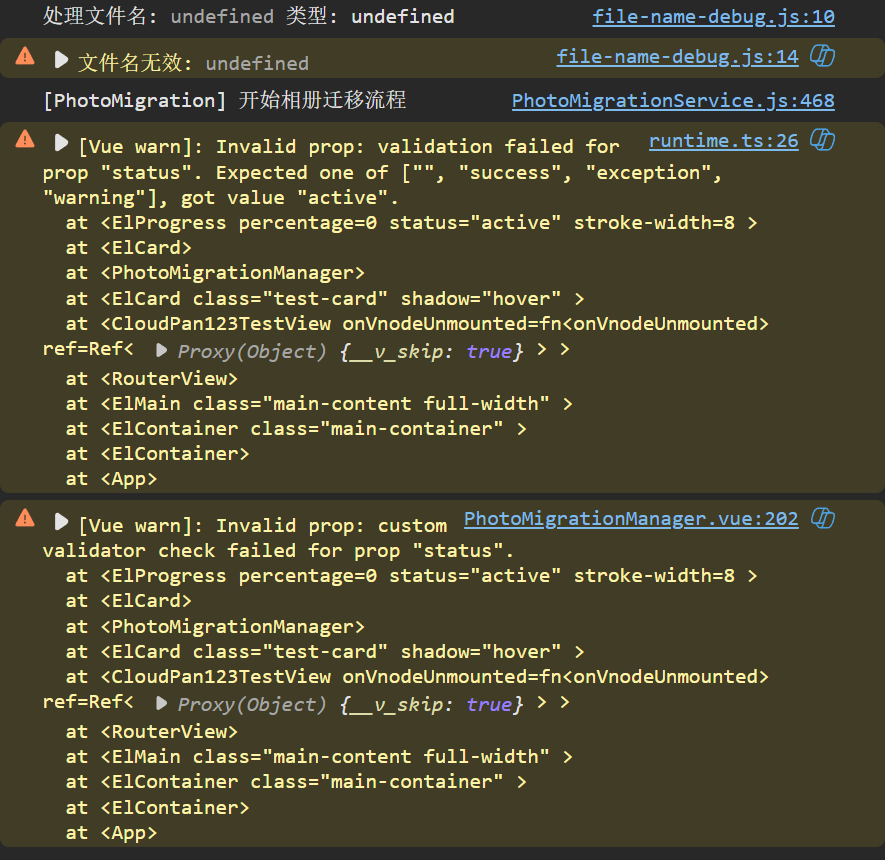 处理文件名: undefined 类型: undefined file-name-debug.js:10
文件名无效: undefined file-name-debug.js:14
[PhotoMigration] 开始相册迁移流程 PhotoMigrationService.js:468
[Vue warn]: Invalid prop: validation failed for runtime.ts:26
prop "status". Expected one of ["", "success", "exception",
"warning"], got value "active".
at <ElProgress percentage=0 status="active" stroke-width=8 >
at <ElCard>
at <PhotoMigrationManager>
at <ElCard class="test-card" shadow="hover" >
at <CloudPan123TestView onVnodeUnmounted=fn<onVnodeUnmounted>
ref=Ref< Proxy(Object) {__v_skip: true} > >
at <RouterView>
at <ElMain class="main-content full-width" >
at <ElContainer class="main-container" >
at <ElContainer>
at <App>
[Vue warn]: Invalid prop: custom PhotoMigrationManager.vue:202
validator check failed for prop "status".
at <ElProgress percentage=0 status="active" stroke-width=8 >
at <ElCard>
at <PhotoMigrationManager>
at <ElCard class="test-card" shadow="hover" >
at <CloudPan123TestView onVnodeUnmounted=fn<onVnodeUnmounted>
ref=Ref< Proxy(Object) {__v_skip: true} > >
at <RouterView>
at <ElMain class="main-content full-width" >
at <ElContainer class="main-container" >
at <ElContainer>
at <App>